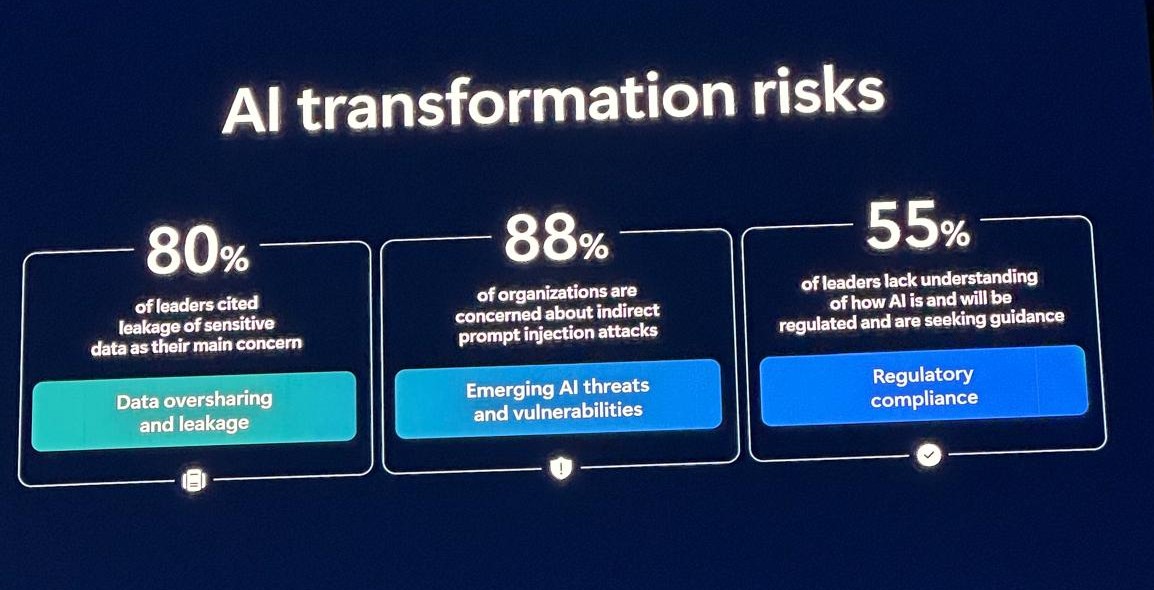 AI transformation risks
80%
of leaders cited
leakage of sensitive
data as their main concern
Data oversharing
and leakage
88%
of organizations are
concerned about indirect
prompt injection attacks
Emerging AI threats
and vulnerabilities
55%
of leaders lack understanding
of how AI is and will be
regulated and are seeking guidance
Regulatory
compliance